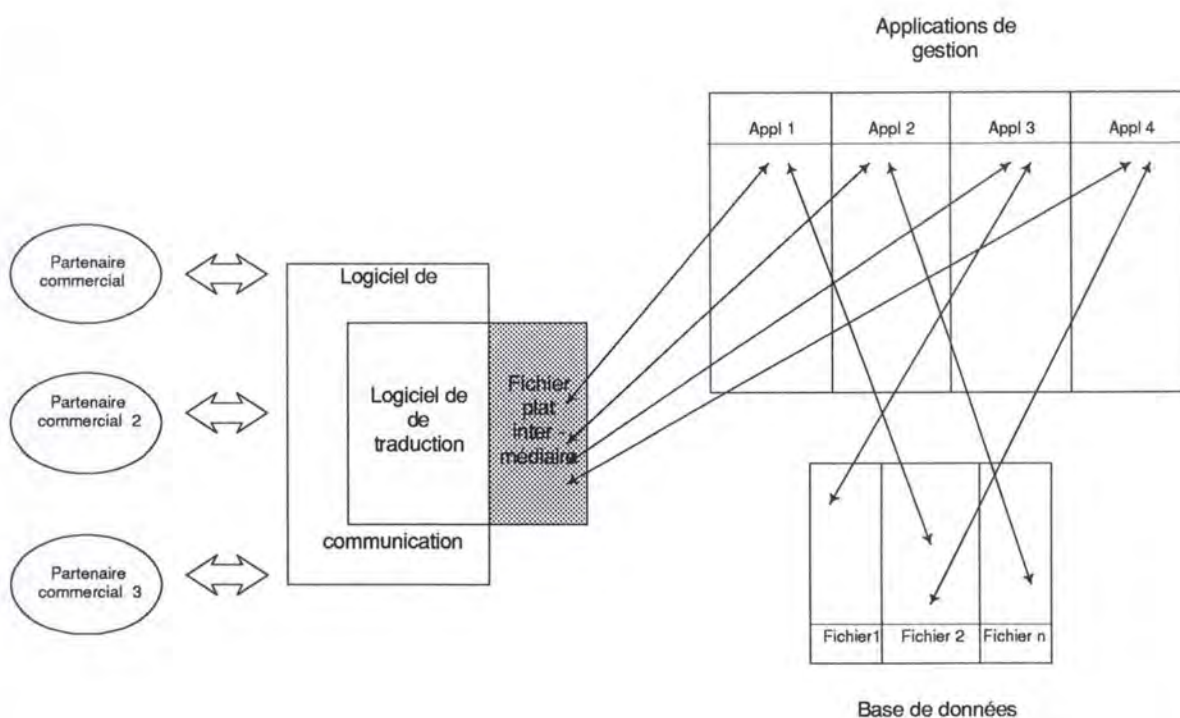 Applications de
gestion
Appl 1
Appl 2
Appl 3
Appl 4
Partenaire
commercial
Partenaire
commercial 2
Partenaire
commercial 3
Logiciel de
communication
Logiciel de
de
traduction
Fichier
plat
inter -
médiaire
Fichier1
Fichier 2
Fichier n
Base de données